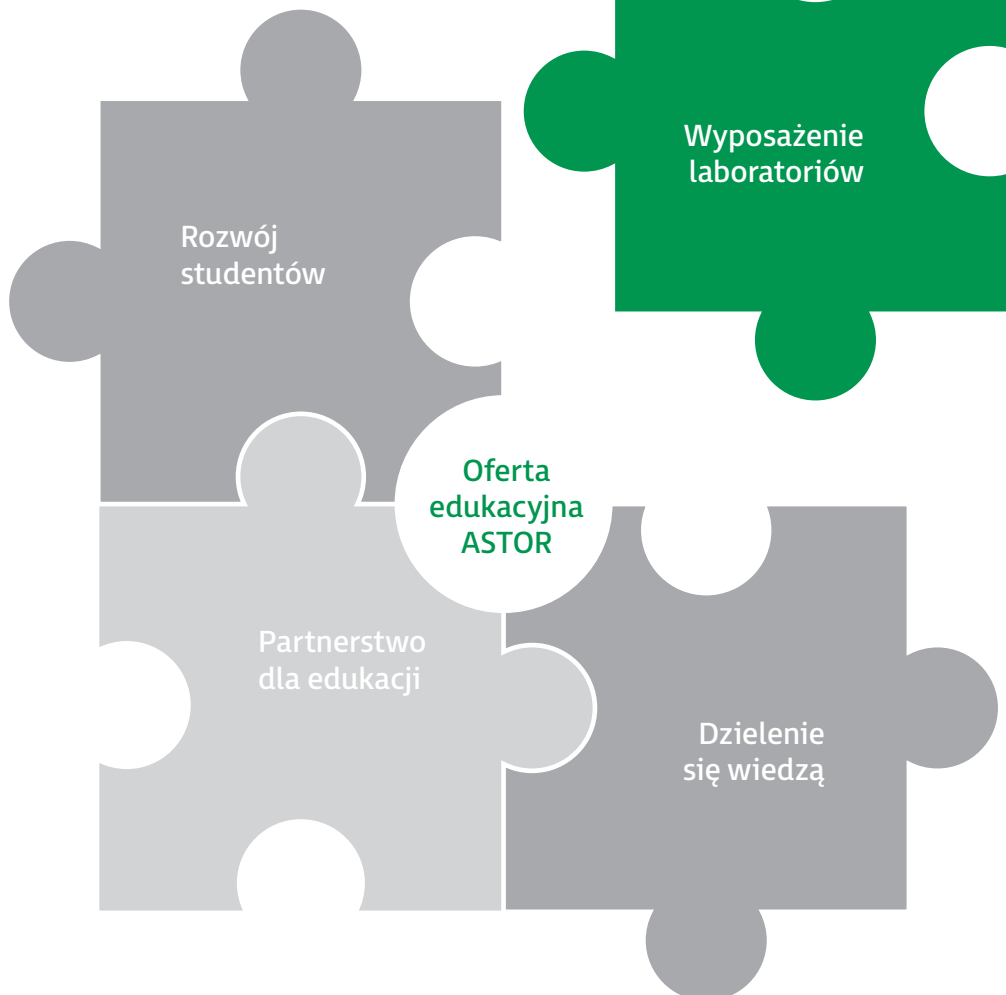 Wyposażenie
laboratoriów
Rozwój
studentów
Oferta
edukacyjna
ASTOR
Partnerstwo
dla edukacji
Dzielenie
się wiedzą